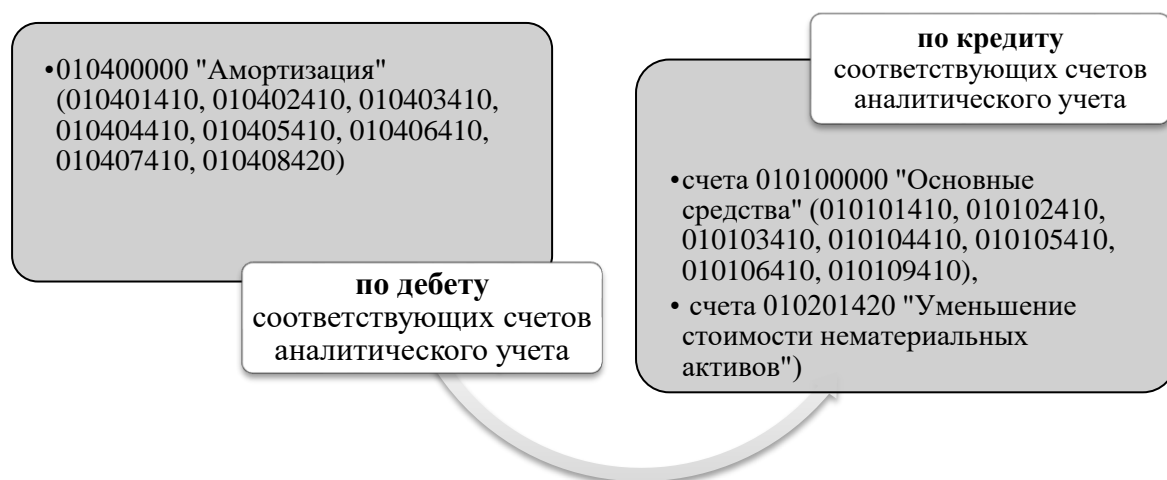 •010400000 "Амортизация"
(010401410, 010402410, 010403410,
010404410, 010405410, 010406410,
010407410, 010408420)
по дебету
соответствующих счетов
аналитического учета
по кредиту
соответствующих счетов
аналитического учета
•счета 010100000 "Основные
средства" (010101410, 010102410,
010103410, 010104410, 010105410,
010106410, 010109410),
• счета 010201420 "Уменьшение
стоимости нематериальных
активов")